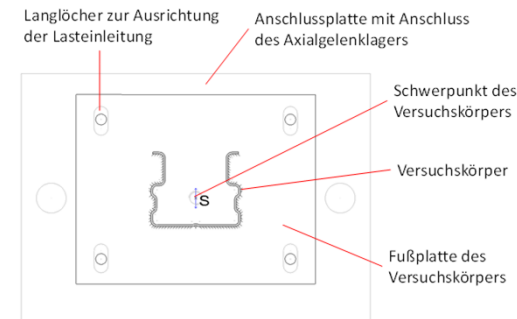 Langlöcher zur Ausrichtung
der Lasteinleitung
Anschlussplatte mit Anschluss
des Axialgelenklagers
Schwerpunkt des
Versuchskörpers
Versuchskörper
S
Fußplatte des
Versuchskörpers